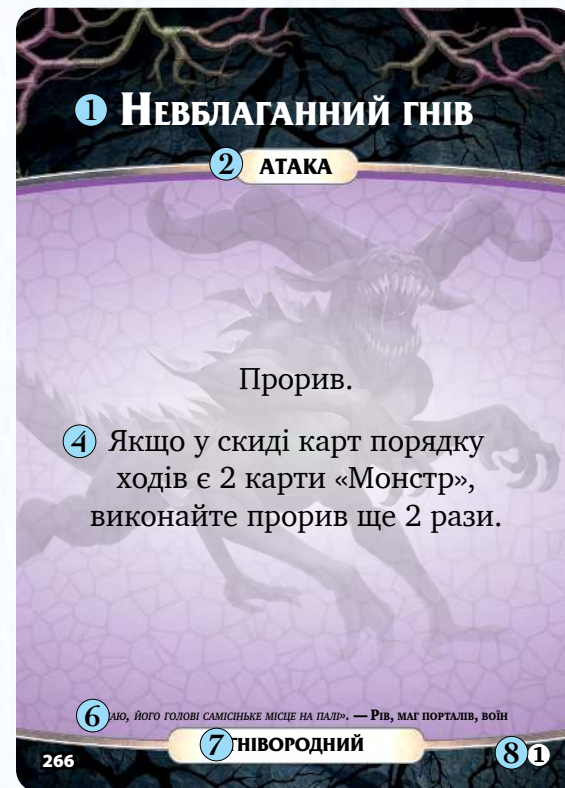 1 Невблаганний гнів
2 АТАКА
Прорив.
4 Якщо у скиді карт порядку
ходів є 2 карти «Монстр»,
виконайте прорив ще 2 рази.
6 аю, його голові самісіньке місце на палі». — Рів, маг порталів, воїн
7 гнівородний
266
8 1